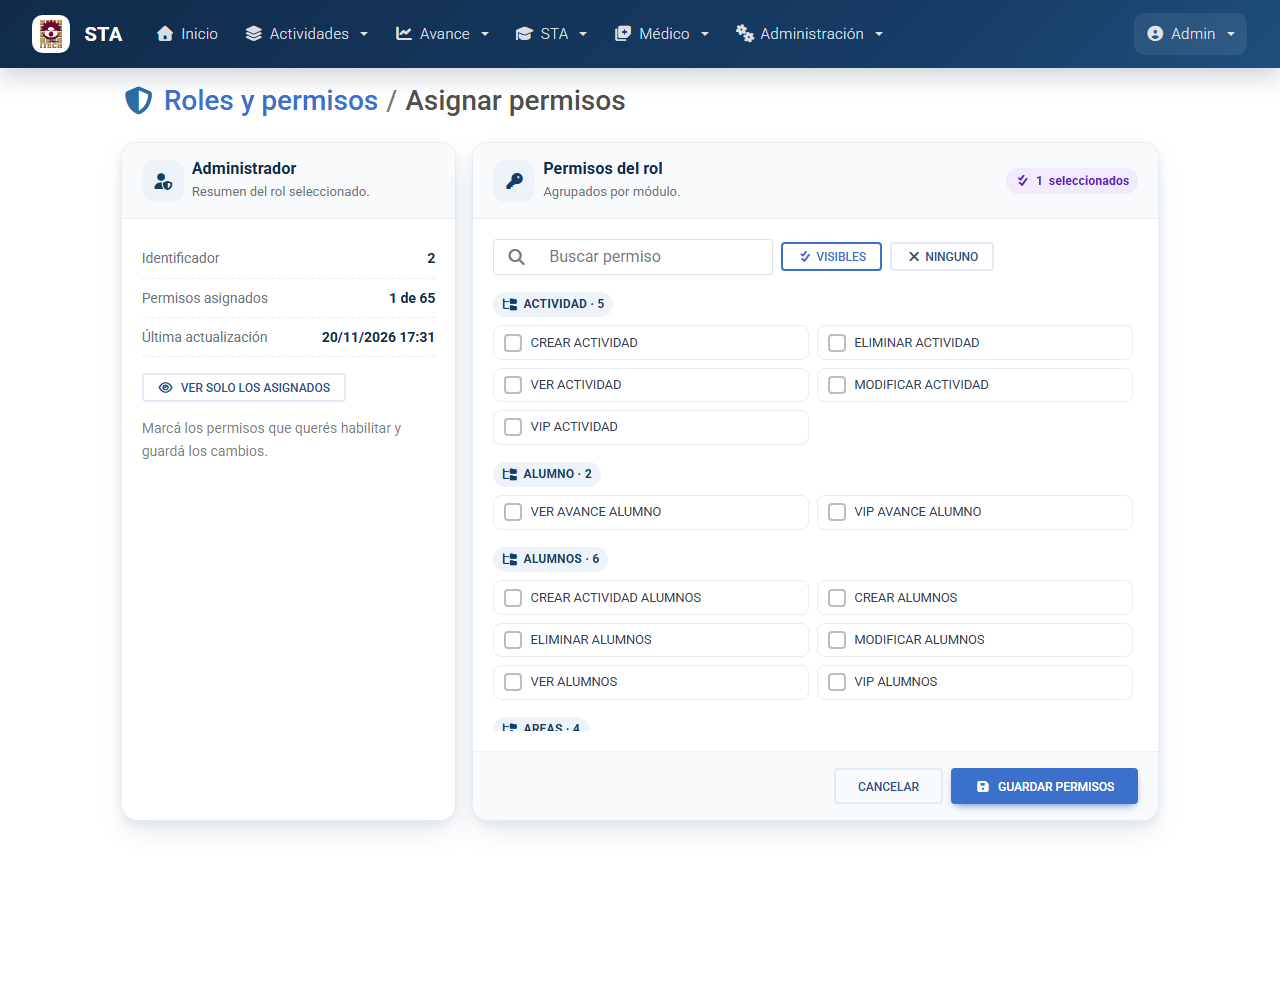 STA
Inicio
Actividades
Avance
STA
Médico
Administración
Admin
Roles y permisos / Asignar permisos
Administrador
Resumen del rol seleccionado.
Identificador 2
Permisos asignados 1 de 65
Última actualización 20/11/2026 17:31
VER SOLO LOS ASIGNADOS
Marcá los permisos que querés habilitar y
guardá los cambios.
Permisos del rol
Agrupados por módulo.
1 seleccionados
Buscar permiso
VISIBLES
NINGUNO
ACTIVIDAD · 5
CREAR ACTIVIDAD
ELIMINAR ACTIVIDAD
VER ACTIVIDAD
MODIFICAR ACTIVIDAD
VIP ACTIVIDAD
ALUMNO · 2
VER AVANCE ALUMNO
VIP AVANCE ALUMNO
ALUMNOS · 6
CREAR ACTIVIDAD ALUMNOS
CREAR ALUMNOS
ELIMINAR ALUMNOS
MODIFICAR ALUMNOS
VER ALUMNOS
VIP ALUMNOS
AREAS · 4
CANCELAR
GUARDAR PERMISOS